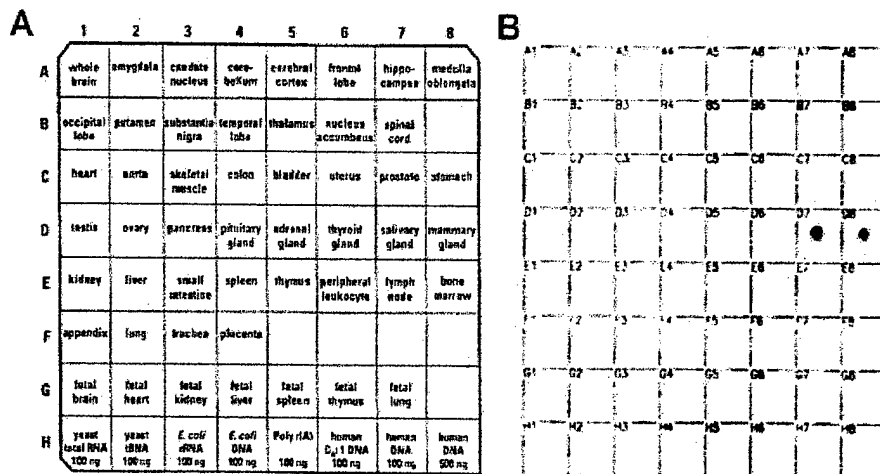 A
1 2 3 4 5 6 7 8
A
whole brain
amygdala
caudate nucleus
cere-bellum
cerebral cortex
frontal lobe
hippo-campus
medulla oblongata
B
occipital lobe
putamen
substantia nigra
temporal lobe
thalamus
nucleus accumbeus
spinal cord
C
heart
aorta
skeletal muscle
colon
bladder
uterus
prostate
stomach
D
testis
ovary
pancreas
pituitary gland
adrenal gland
thyroid gland
salivary gland
mammary gland
E
kidney
liver
small intestine
spleen
thymus
peripheral leukocyte
lymph node
bone marrow
F
appendix
lung
trachea
placenta
G
fetal brain
fetal heart
fetal kidney
fetal liver
fetal spleen
fetal thymus
fetal lung
H
yeast total RNA 100 ng
yeast tRNA 100 ng
E. coli rRNA 100 ng
E. coli DNA 100 ng
Poly r(A) 100 ng
human C0t 1 DNA 100 ng
human DNA 100 ng
human DNA 500 ng
B
A1 A2 A3 A4 A5 A6 A7 A8
B1 B2 B3 B4 B5 B6 B7 B8
C1 C2 C3 C4 C5 C6 C7 C8
D1 D2 D3 D4 D5 D6 D7 D8
E1 E2 E3 E4 E5 E6 E7 E8
F1 F2 F3 F4 F5 F6 F7 F8
G1 G2 G3 G4 G5 G6 G7 G8
H1 H2 H3 H4 H5 H6 H7 H8